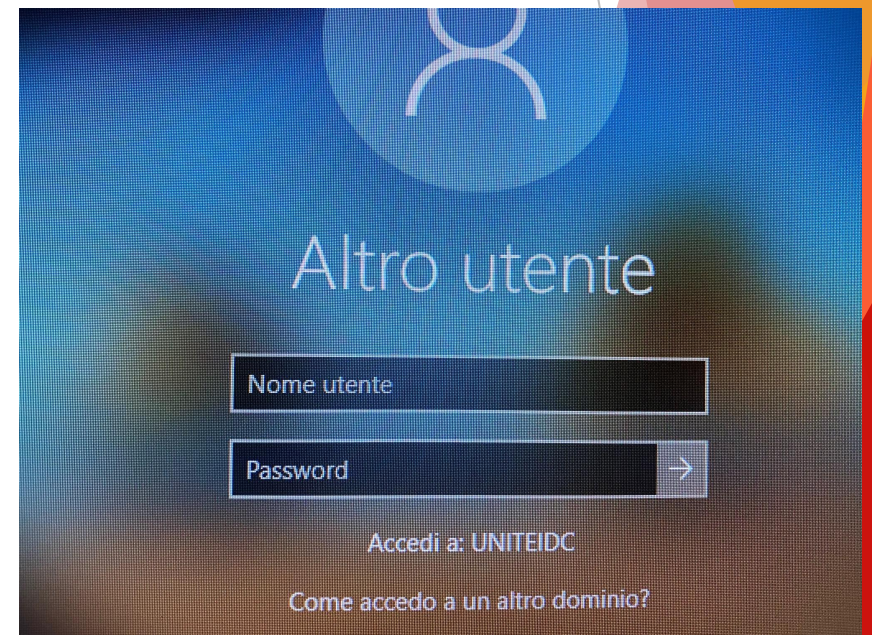 Altro utente
Nome utente
Password
Accedi a: UNITEIDC
Come accedo a un altro dominio?